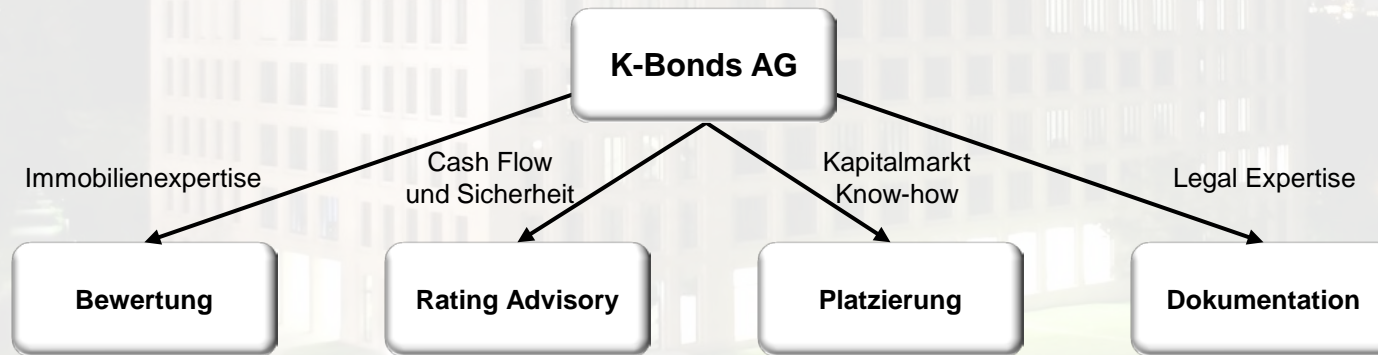 K-Bonds AG
Immobilienexpertise
Cash Flow
und Sicherheit
Kapitalmarkt
Know-how
Legal Expertise
Bewertung
Rating Advisory
Platzierung
Dokumentation